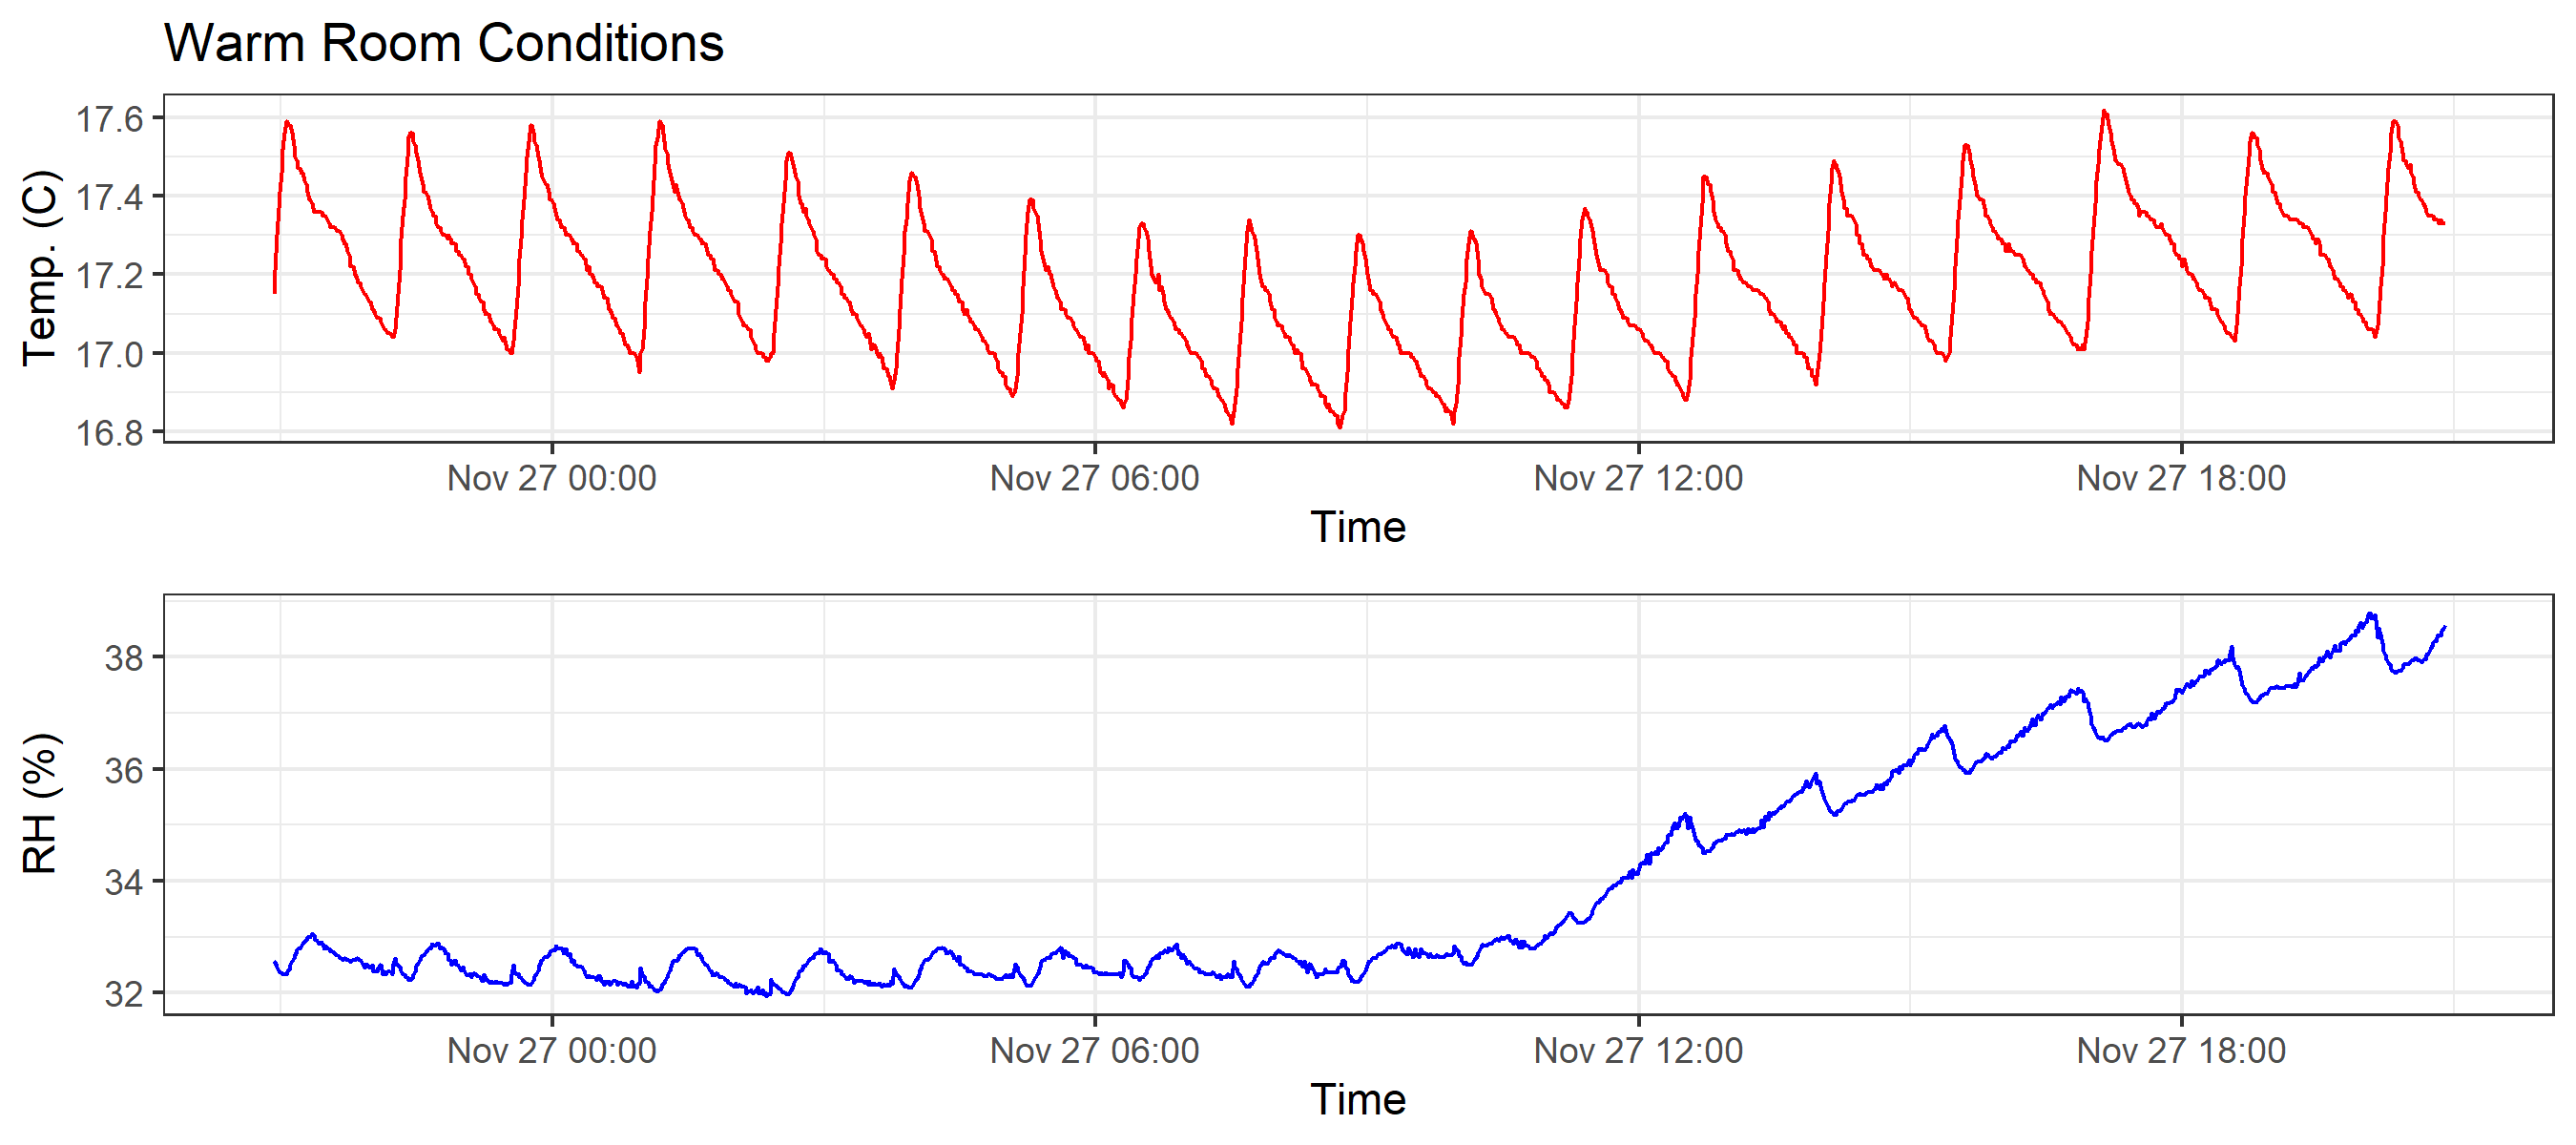 Warm Room Conditions
Temp. (C)
17.6
17.4
17.2
17.0
16.8
Nov 27 00:00 Nov 27 06:00 Nov 27 12:00 Nov 27 18:00
Time
RH (%)
38
36
34
32
Nov 27 00:00 Nov 27 06:00 Nov 27 12:00 Nov 27 18:00
Time